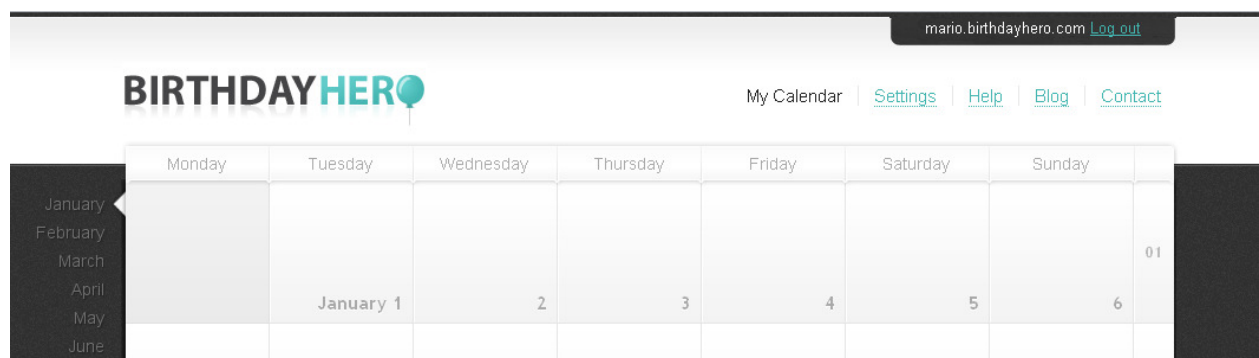 mario.birthdayhero.com Log out
BIRTHDAYHERO
My Calendar Settings Help Blog Contact
Monday Tuesday Wednesday Thursday Friday Saturday Sunday
January
February
March
April
May
June
01
January 1 2 3 4 5 6